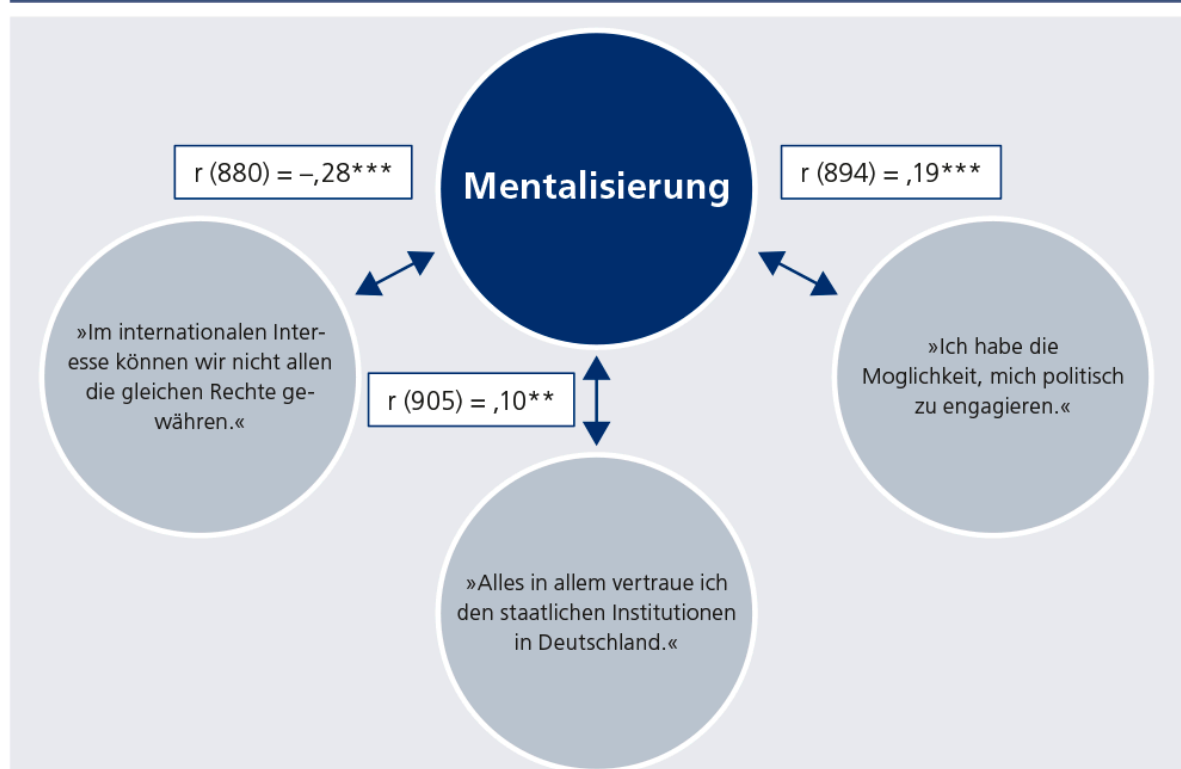 Mentalisierung
r (880) = –,28***
r (894) = ,19***
»Im internationalen Inter-
esse können wir nicht allen
die gleichen Rechte ge-
währen.«
r (905) = ,10**
»Ich habe die
Moglichkeit, mich politisch
zu engagieren.«
»Alles in allem vertraue ich
den staatlichen Institutionen
in Deutschland.«